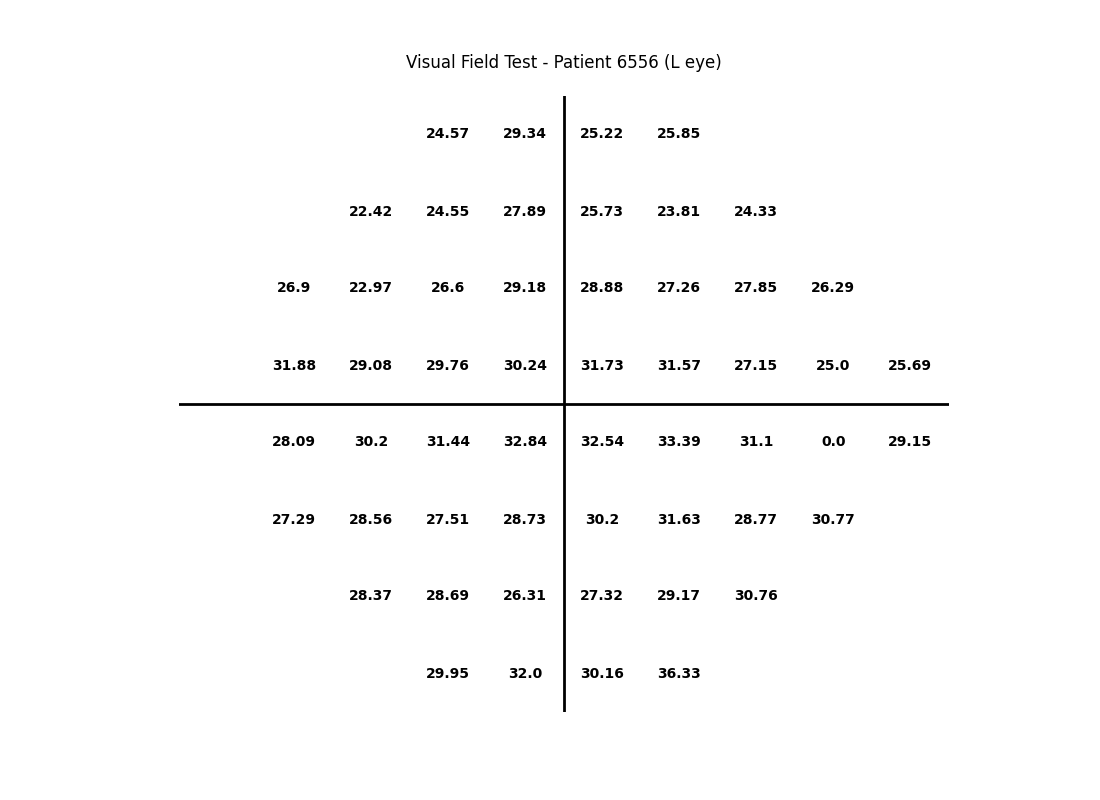 Visual Field Test - Patient 6556 (L eye)
24.57 29.34 25.22 25.85
22.42 24.55 27.89 25.73 23.81 24.33
26.9 22.97 26.6 29.18 28.88 27.26 27.85 26.29
31.88 29.08 29.76 30.24 31.73 31.57 27.15 25.0 25.69
28.09 30.2 31.44 32.84 32.54 33.39 31.1 0.0 29.15
27.29 28.56 27.51 28.73 30.2 31.63 28.77 30.77
28.37 28.69 26.31 27.32 29.17 30.76
29.95 32.0 30.16 36.33